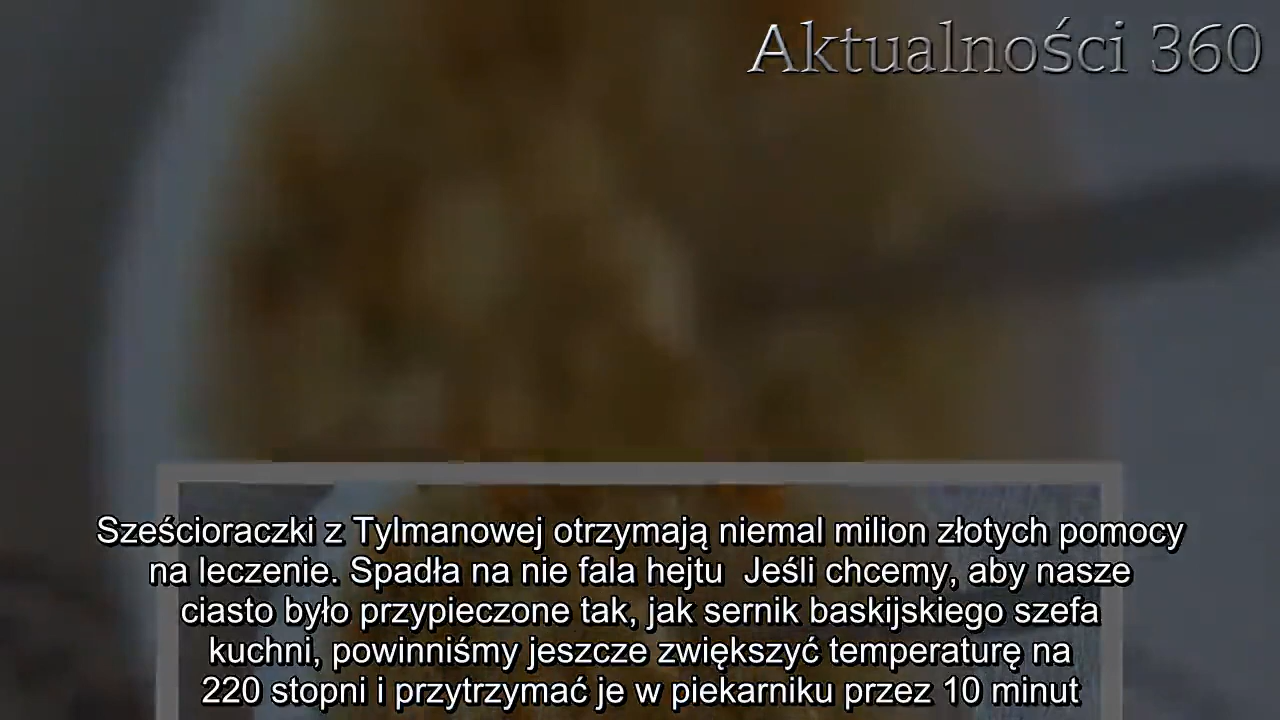 Aktualności 360
Sześcioraczki z Tylmanowej otrzymają niemal milion złotych pomocy
na leczenie. Spadła na nie fala hejtu  Jeśli chcemy, aby nasze
ciasto było przypieczone tak, jak sernik baskijskiego szefa
kuchni, powinniśmy jeszcze zwiększyć temperaturę na
220 stopni i przytrzymać je w piekarniku przez 10 minut